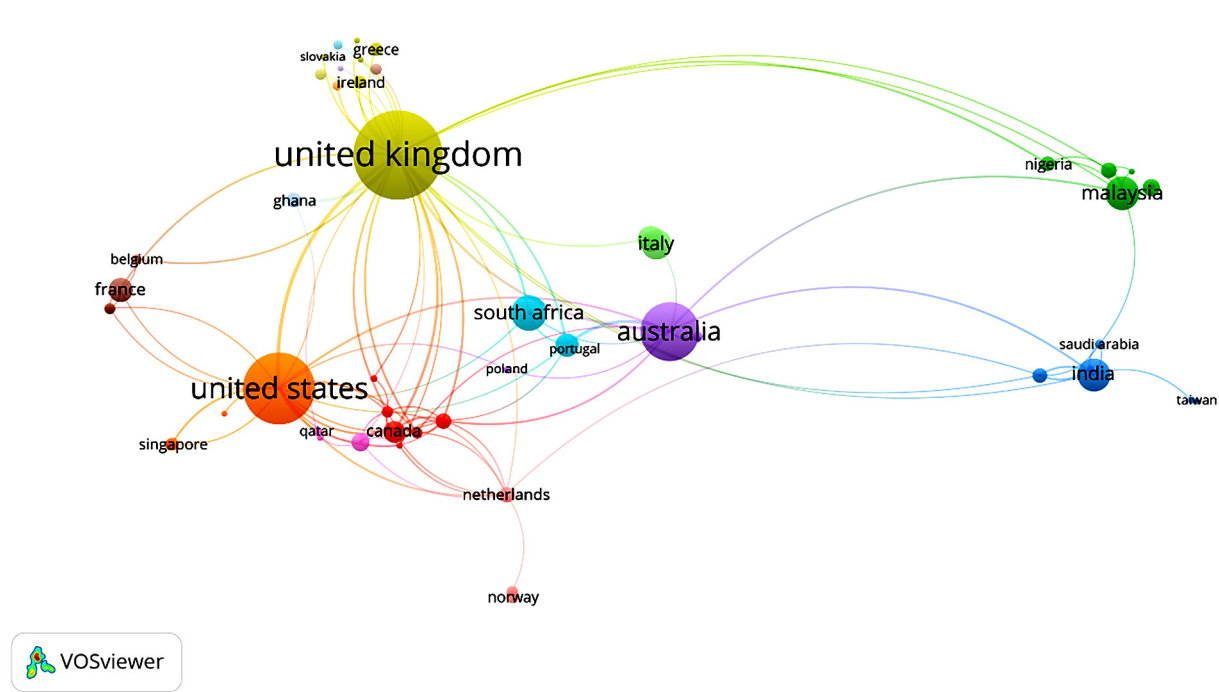 greece
slovakia
ireland
united kingdom
nigeria
malaysia
ghana
italy
belgium
france
south africa
australia
portugal
saudi arabia
poland
india
united states
taiwan
qatar
canada
singapore
netherlands
norway
VOSviewer